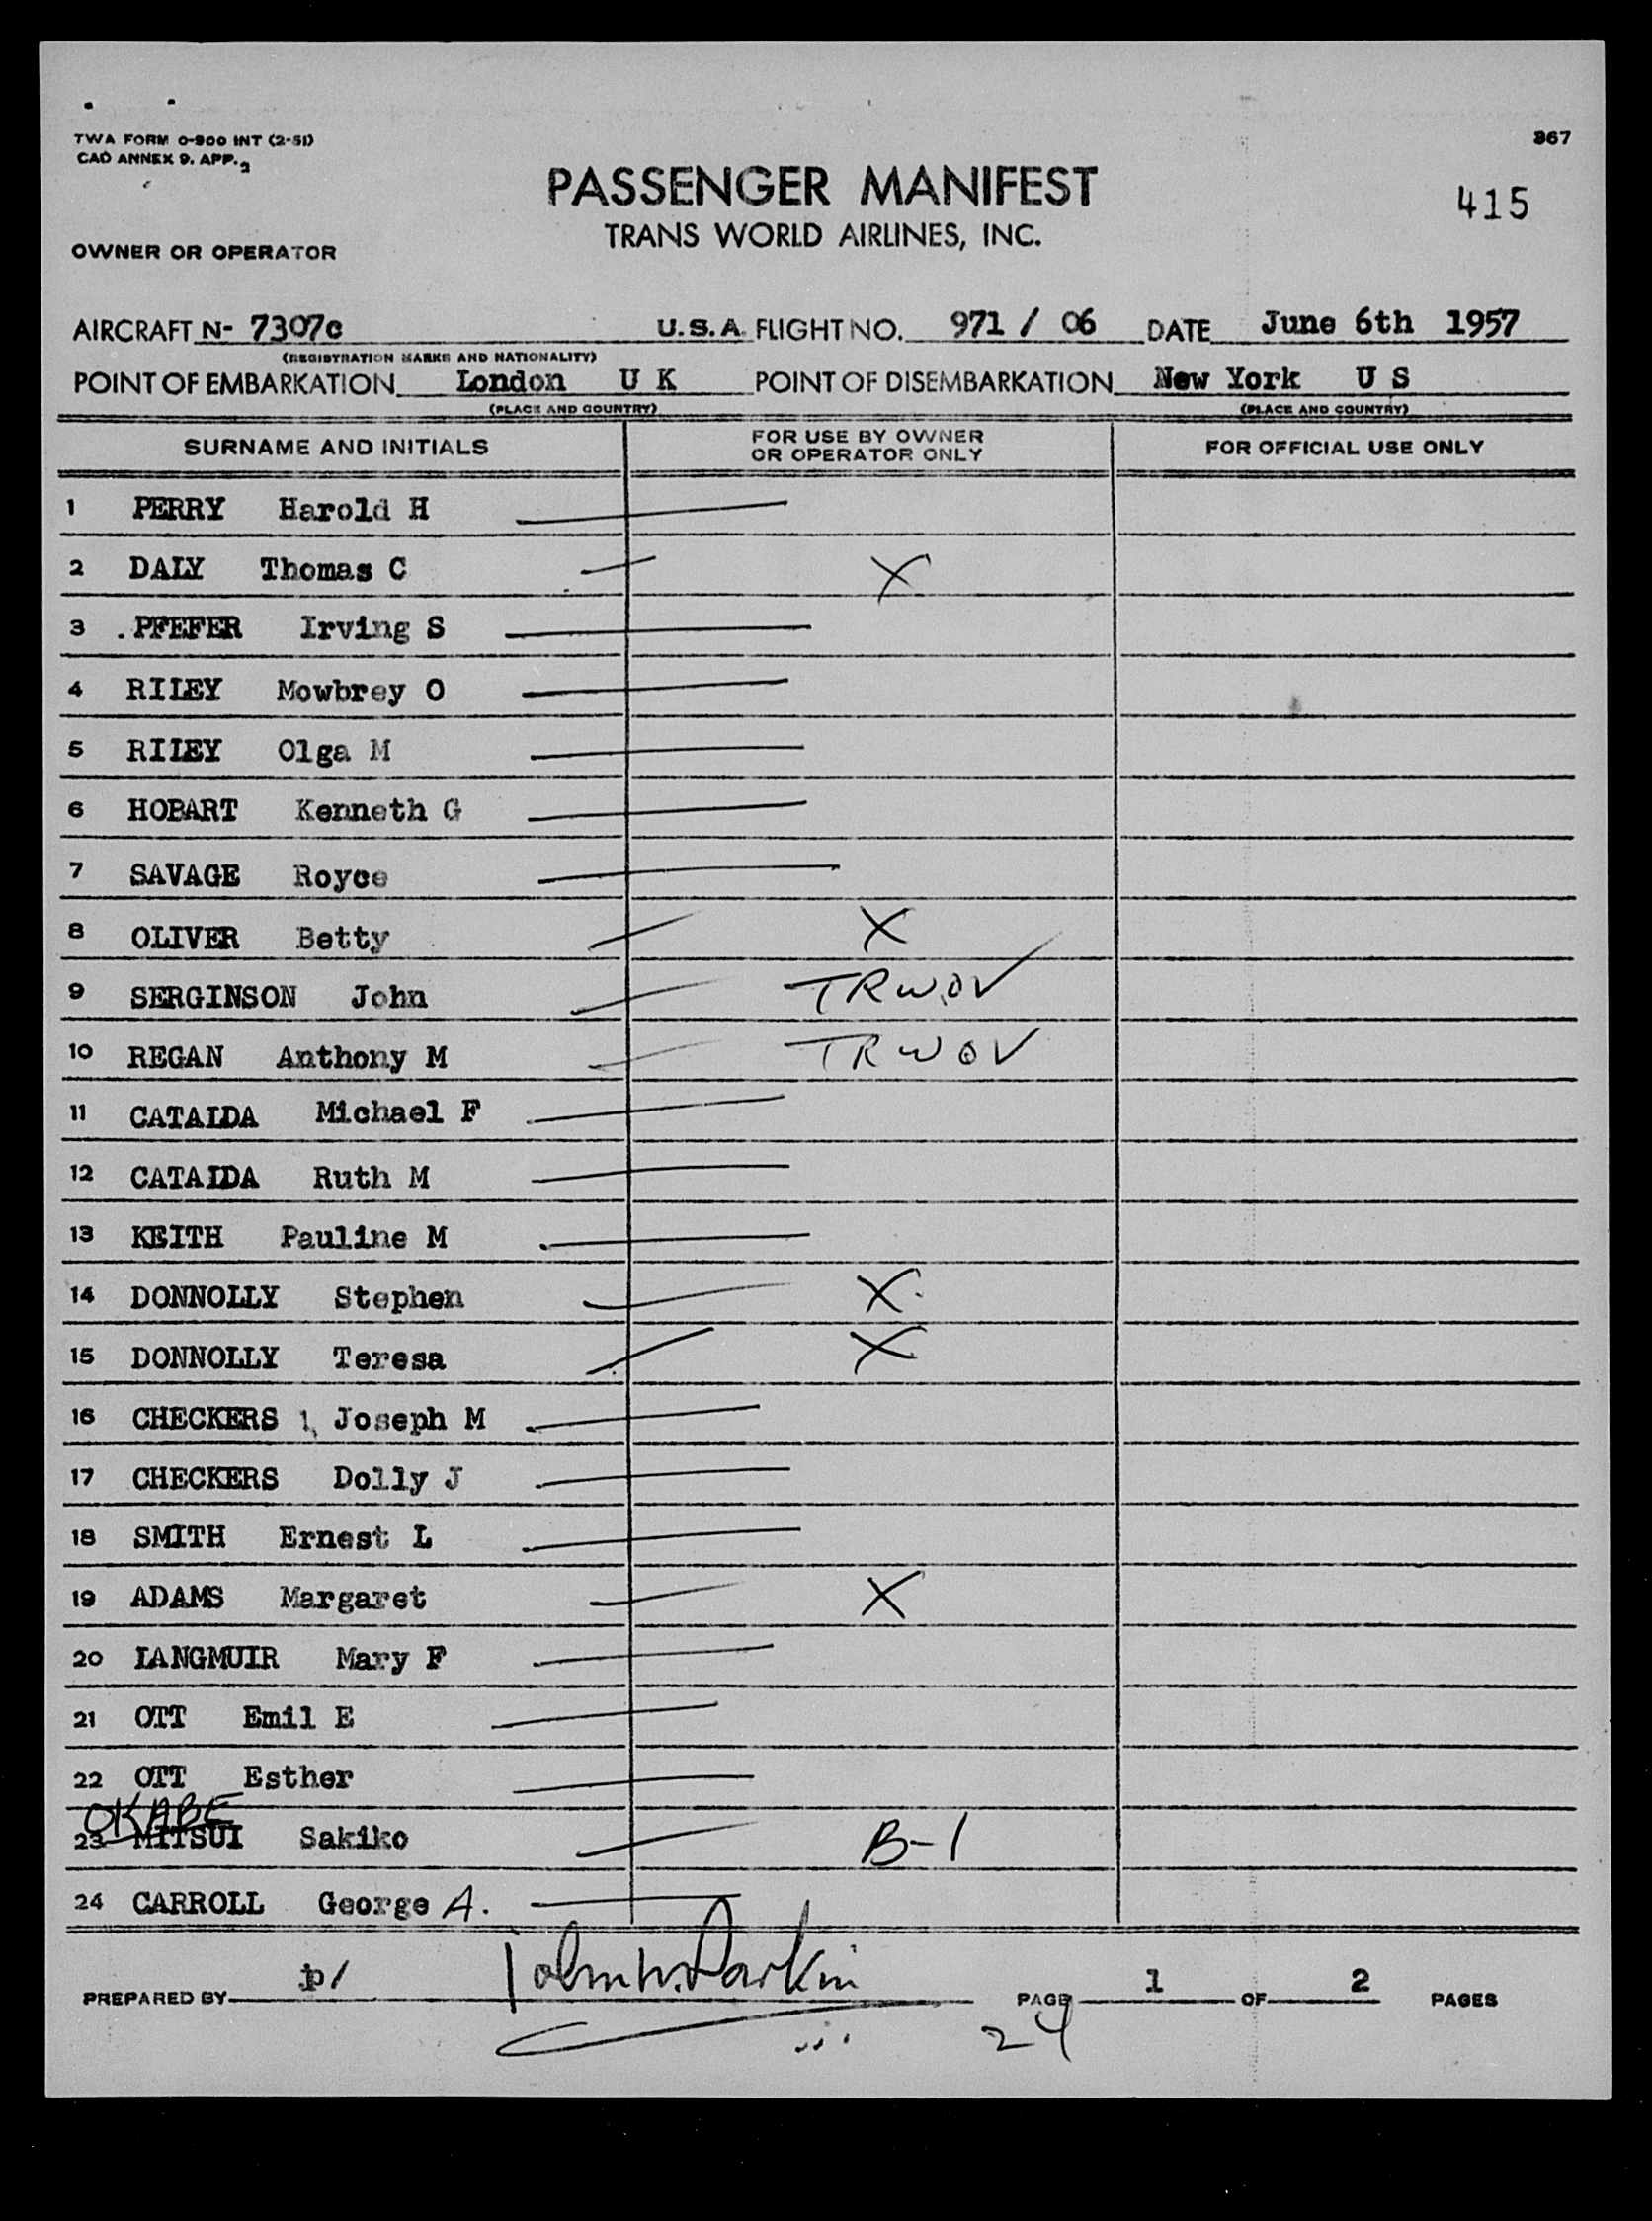 TWA FORM 0-900 INT (2-51)
CAO ANNEX 9. APP. 2
367
PASSENGER MANIFEST
415
TRANS WORLD AIRLINES, INC.
OWNER OR OPERATOR
AIRCRAFT N- 7307c U.S.A. FLIGHT NO. 971 / 06 DATE June 6th 1957
(REGISTRATION MARKS AND NATIONALITY)
POINT OF EMBARKATION London U K POINT OF DISEMBARKATION New York U S
(PLACE AND COUNTRY) (PLACE AND COUNTRY)
SURNAME AND INITIALS FOR USE BY OWNER OR OPERATOR ONLY FOR OFFICIAL USE ONLY
1 PERRY Harold H
2 DALY Thomas C X
3 . PFEFER Irving S
4 RILEY Mowbrey O
5 RILEY Olga M
6 HOBART Kenneth G
7 SAVAGE Royce
8 OLIVER Betty X
9 SERGINSON John TRWOV
10 REGAN Anthony M TRWOV
11 CATALDA Michael F
12 CATALDA Ruth M
13 KEITH Pauline M
14 DONNOLLY Stephen X
15 DONNOLLY Teresa X
16 CHECKERS Joseph M
17 CHECKERS Dolly J
18 SMITH Ernest L
19 ADAMS Margaret X
20 LANGMUIR Mary F
21 OTT Emil E
22 OTT Esther
OKABE
23 MITSUI Sakiko B-1
24 CARROLL George A.
PREPARED BY p/ John W. Larkin PAGE 1 OF 2 PAGES
24